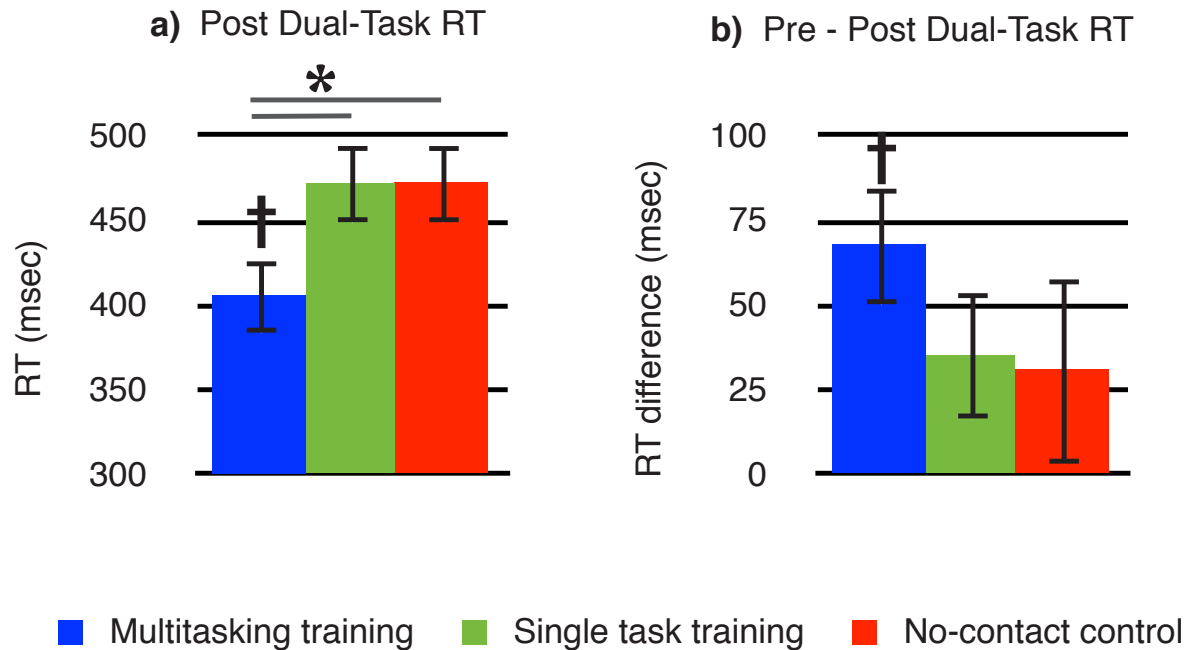 a) Post Dual-Task RT
*
500
450
400
350
300
RT (msec)
†
b) Pre - Post Dual-Task RT
100
75
50
25
0
RT difference (msec)
†
Multitasking training
Single task training
No-contact control